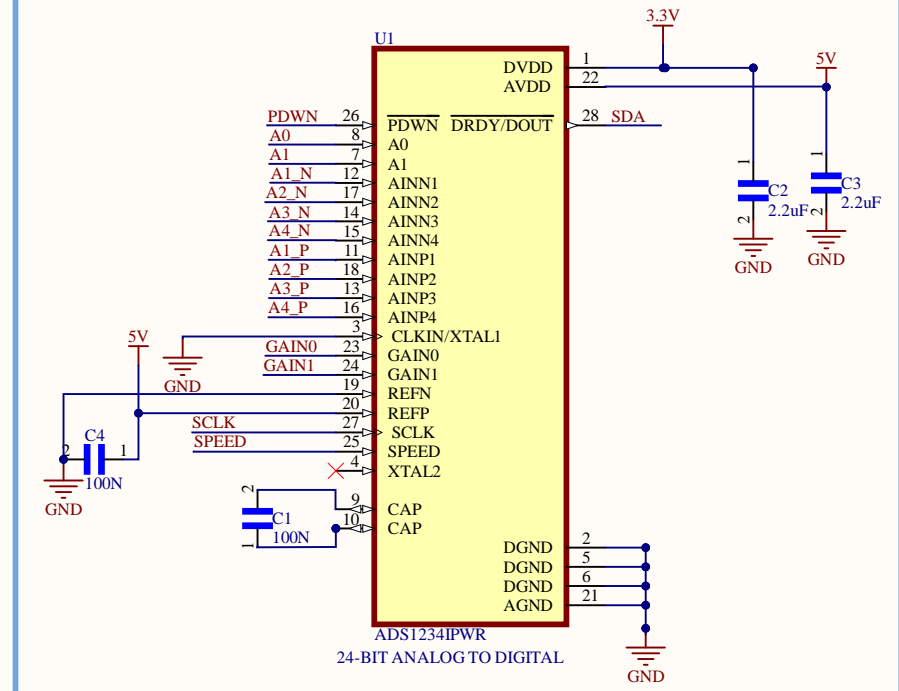 3.3V
U1
5V
DVDD 1
AVDD 22
PDWN 26 PDWN DRDY/DOUT 28 SDA
A0 8 A0
A1 7 A1
A1_N 12 AINN1
A2_N 17 AINN2
A3_N 14 AINN3
A4_N 15 AINN4
A1_P 11 AINP1
A2_P 18 AINP2
A3_P 13 AINP3
A4_P 16 AINP4
1 C2 2.2uF 2
GND
1 C3 2.2uF 2
GND
3 CLKIN/XTAL1
GND
GAIN0 23 GAIN0
GAIN1 24 GAIN1
5V
19 REFN
20 REFP
SCLK 27 SCLK
SPEED 25 SPEED
4 XTAL2
2 C4 1
100N
GND
2 C1 1
100N
9 CAP
10 CAP
DGND 2
DGND 5
DGND 6
AGND 21
GND
ADS1234IPWR
24-BIT ANALOG TO DIGITAL